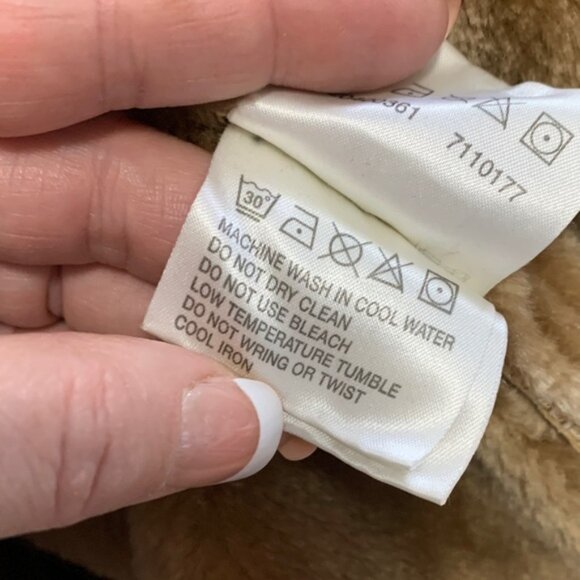 7110177
30°
MACHINE WASH IN COOL WATER
DO NOT DRY CLEAN
DO NOT USE BLEACH
LOW TEMPERATURE TUMBLE
DO NOT WRING OR TWIST
COOL IRON